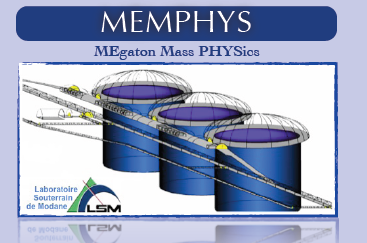 MEMPHYS
MEgaton Mass PHYSics
Laboratoire
Souterrain
de Modane
LSM